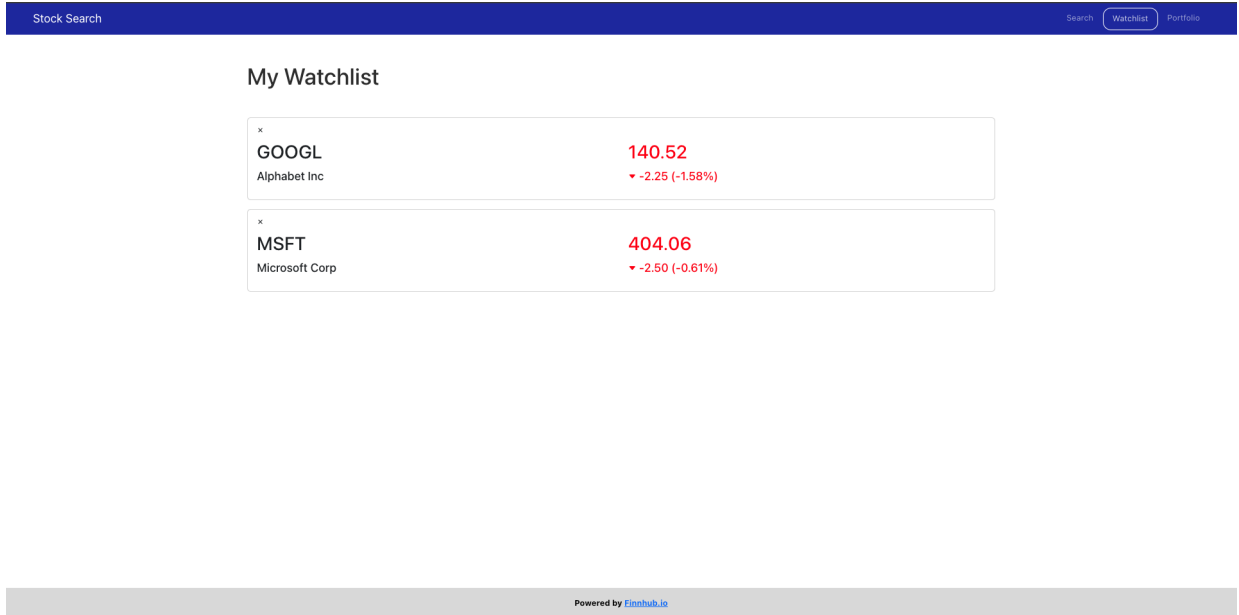 Stock Search
Search Watchlist Portfolio
My Watchlist
×
GOOGL
140.52
Alphabet Inc
▼ -2.25 (-1.58%)
×
MSFT
404.06
Microsoft Corp
▼ -2.50 (-0.61%)
Powered by Finnhub.io